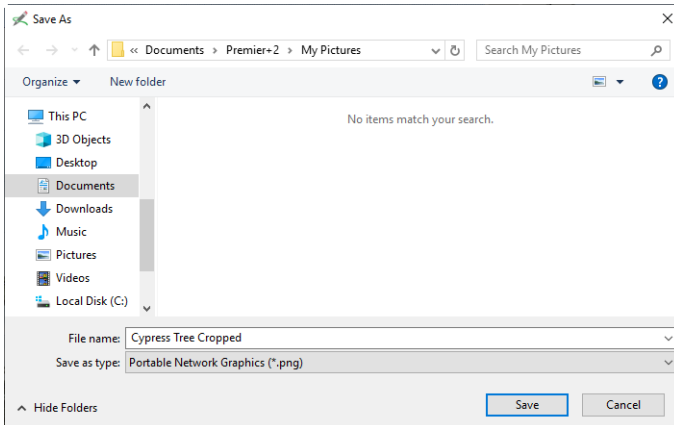 Save As
« Documents › Premier+2 › My Pictures
Search My Pictures
Organize
New folder
?
This PC
No items match your search.
3D Objects
Desktop
Documents
Downloads
Music
Pictures
Videos
Local Disk (C:)
File name: Cypress Tree Cropped
Save as type: Portable Network Graphics (*.png)
Hide Folders
Save
Cancel